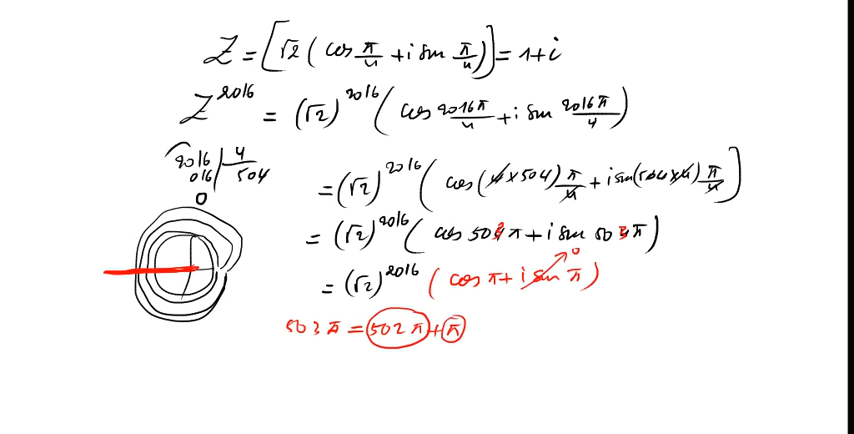 Z = [√2 ( cos π/4 + i sin π/4 )] = 1+i
Z^2016 = (√2)^2016 ( cos 2016π/4 + i sin 2016π/4 )
2016 | 4
016 | 504
0
= (√2)^2016 ( cos(4×504) π/4 + i sin(504×4) π/4 )
= (√2)^2016 ( cos 503π + i sin 503π )
= (√2)^2016 ( cos π + i sin π ) 0
503π = 502π + π